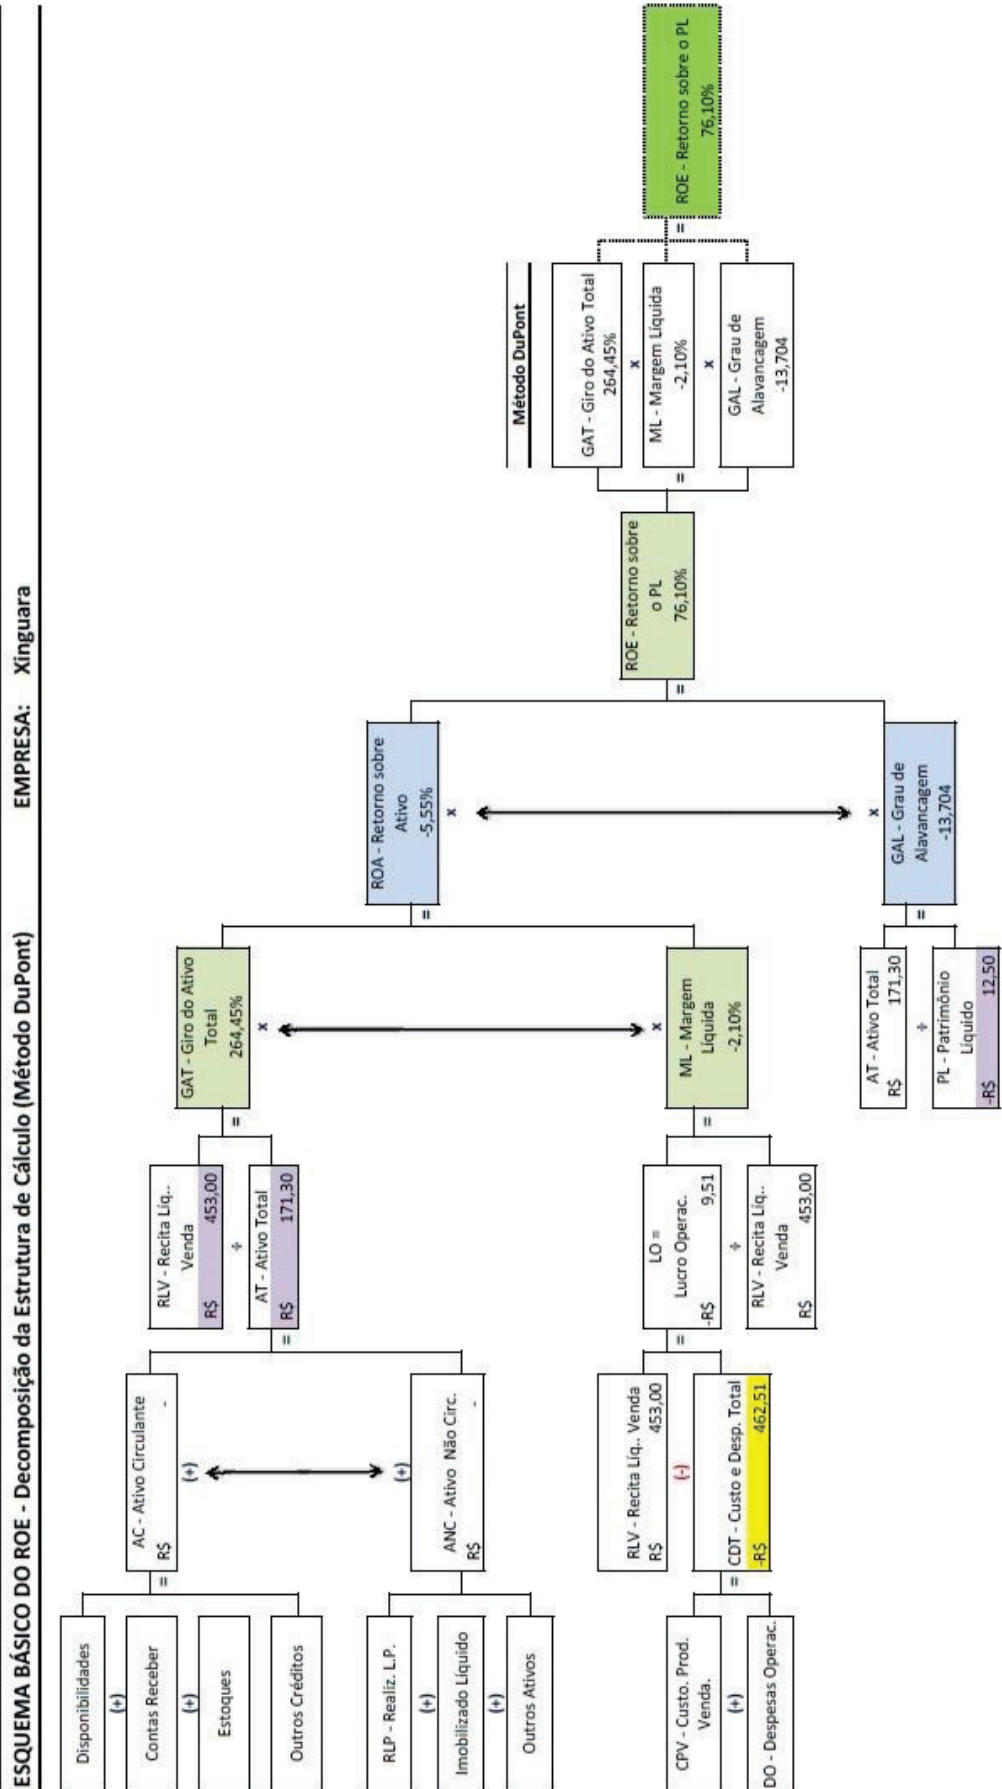 ESQUEMA BÁSICO DO ROE - Decomposição da Estrutura de Cálculo (Método DuPont) EMPRESA: Xinguara
Disponibilidades
(+)
Contas Receber
(+)
Estoques
(+)
Outros Créditos
=
AC - Ativo Circulante
R$ -
(+)
RLP - Realiz. L.P.
(+)
Imobilizado Líquido
(+)
Outros Ativos
=
(+)
ANC - Ativo Não Circ.
R$ -
=
RLV - Recita Líq..
Venda
R$ 453,00
÷
AT - Ativo Total
R$ 171,30
=
GAT - Giro do Ativo
Total
264,45%
x
CPV - Custo. Prod.
Venda.
(+)
DO - Despesas Operac.
=
RLV - Recita Líq.. Venda
R$ 453,00
(-)
CDT - Custo e Desp. Total
-R$ 462,51
=
LO =
Lucro Operac.
-R$ 9,51
÷
RLV - Recita Líq..
Venda
R$ 453,00
=
x
ML - Margem
Líquida
-2,10%
=
ROA - Retorno sobre
Ativo
-5,55%
x
AT - Ativo Total
R$ 171,30
÷
PL - Patrimônio
Líquido
-R$ 12,50
=
x
GAL - Grau de
Alavancagem
-13,704
=
ROE - Retorno sobre
o PL
76,10%
=
Método DuPont
GAT - Giro do Ativo Total
264,45%
x
ML - Margem Líquida
-2,10%
x
GAL - Grau de
Alavancagem
-13,704
=
ROE - Retorno sobre o PL
76,10%